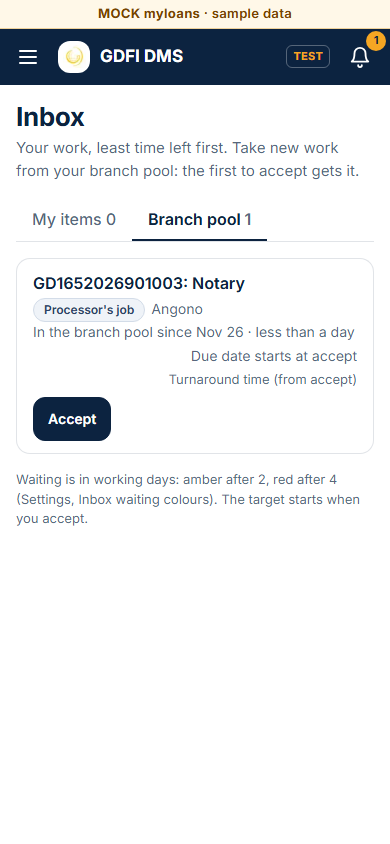 MOCK myloans · sample data
GDFI DMS
TEST
1
Inbox
Your work, least time left first. Take new work
from your branch pool: the first to accept gets it.
My items 0
Branch pool 1
GD1652026901003: Notary
Processor's job Angono
In the branch pool since Nov 26 · less than a day
Due date starts at accept
Turnaround time (from accept)
Accept
Waiting is in working days: amber after 2, red after 4
(Settings, Inbox waiting colours). The target starts when
you accept.